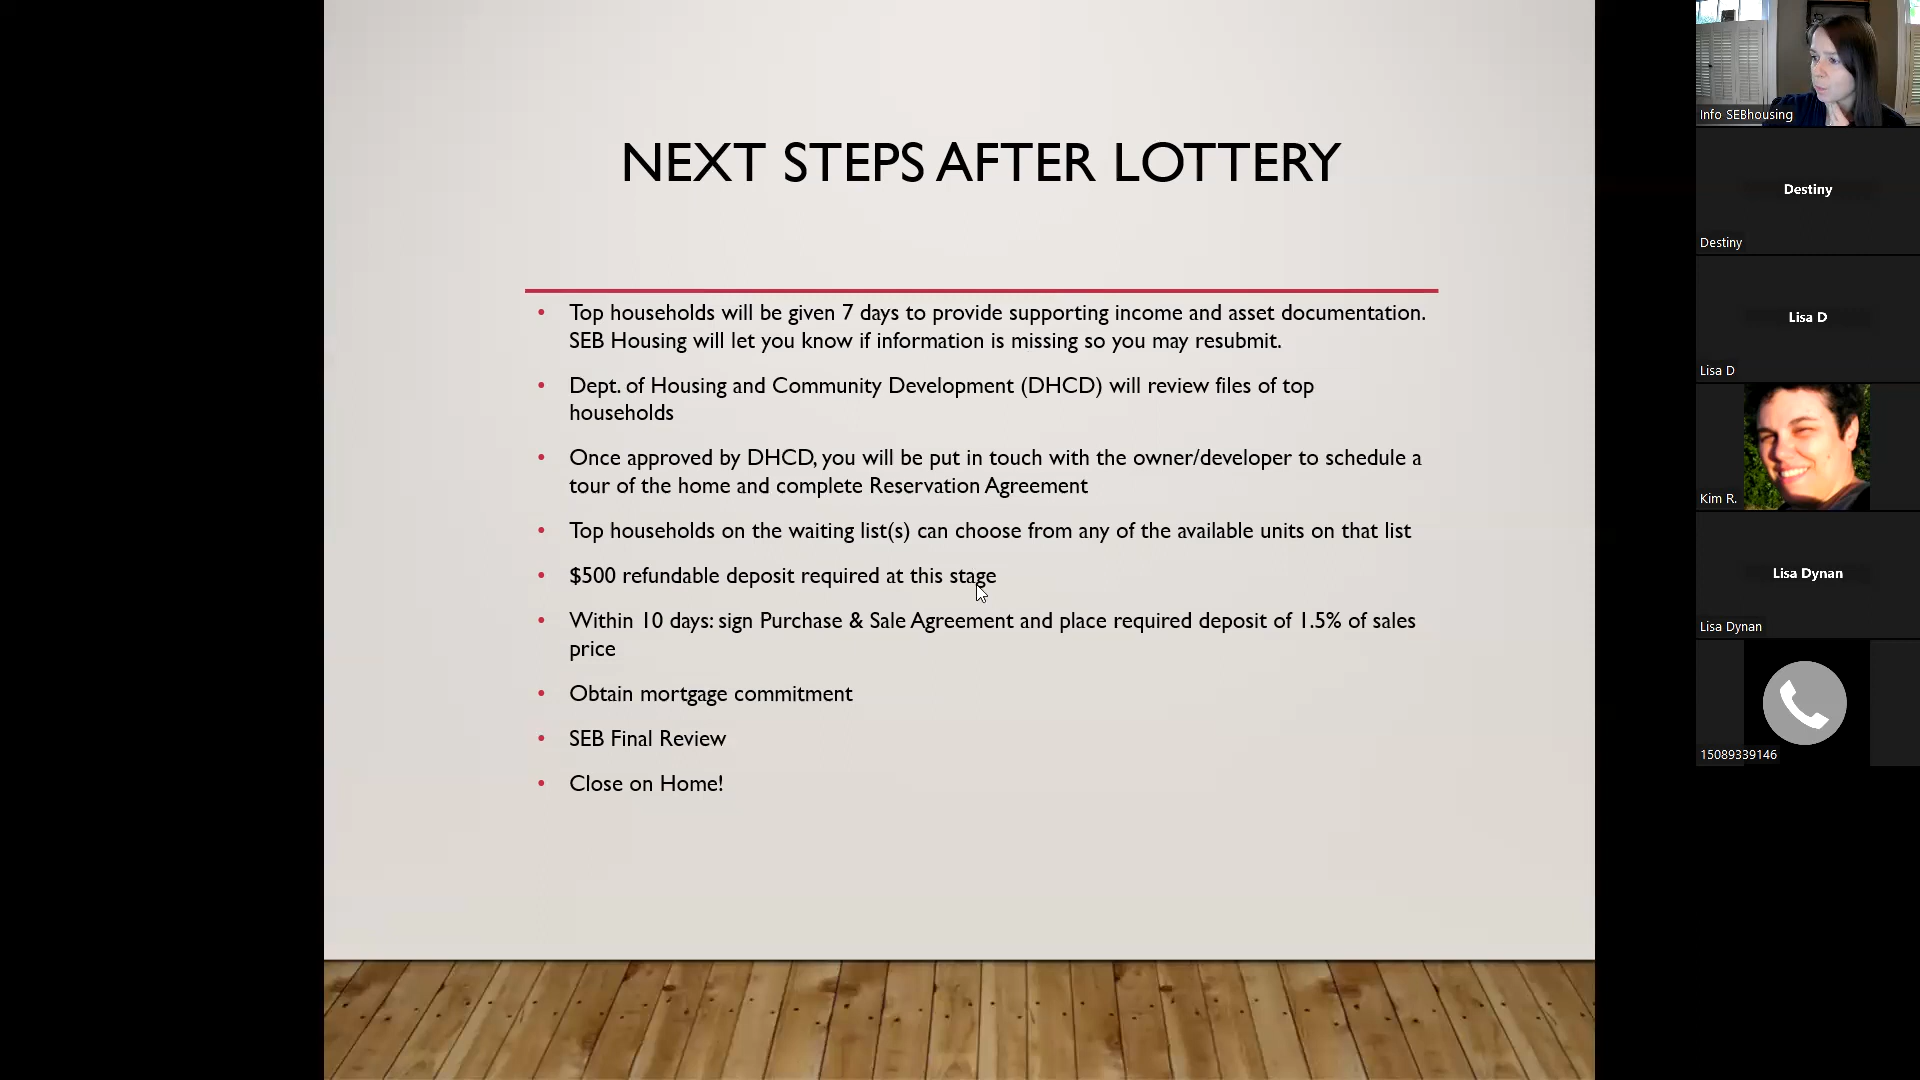 NEXT STEPS AFTER LOTTERY
• Top households will be given 7 days to provide supporting income and asset documentation.
SEB Housing will let you know if information is missing so you may resubmit.
• Dept. of Housing and Community Development (DHCD) will review files of top
households
• Once approved by DHCD, you will be put in touch with the owner/developer to schedule a
tour of the home and complete Reservation Agreement
• Top households on the waiting list(s) can choose from any of the available units on that list
• $500 refundable deposit required at this stage
• Within 10 days: sign Purchase & Sale Agreement and place required deposit of 1.5% of sales
price
• Obtain mortgage commitment
• SEB Final Review
• Close on Home!
Info SEBhousing
Destiny
Destiny
Lisa D
Lisa D
Kim R.
Lisa Dynan
Lisa Dynan
15089339146